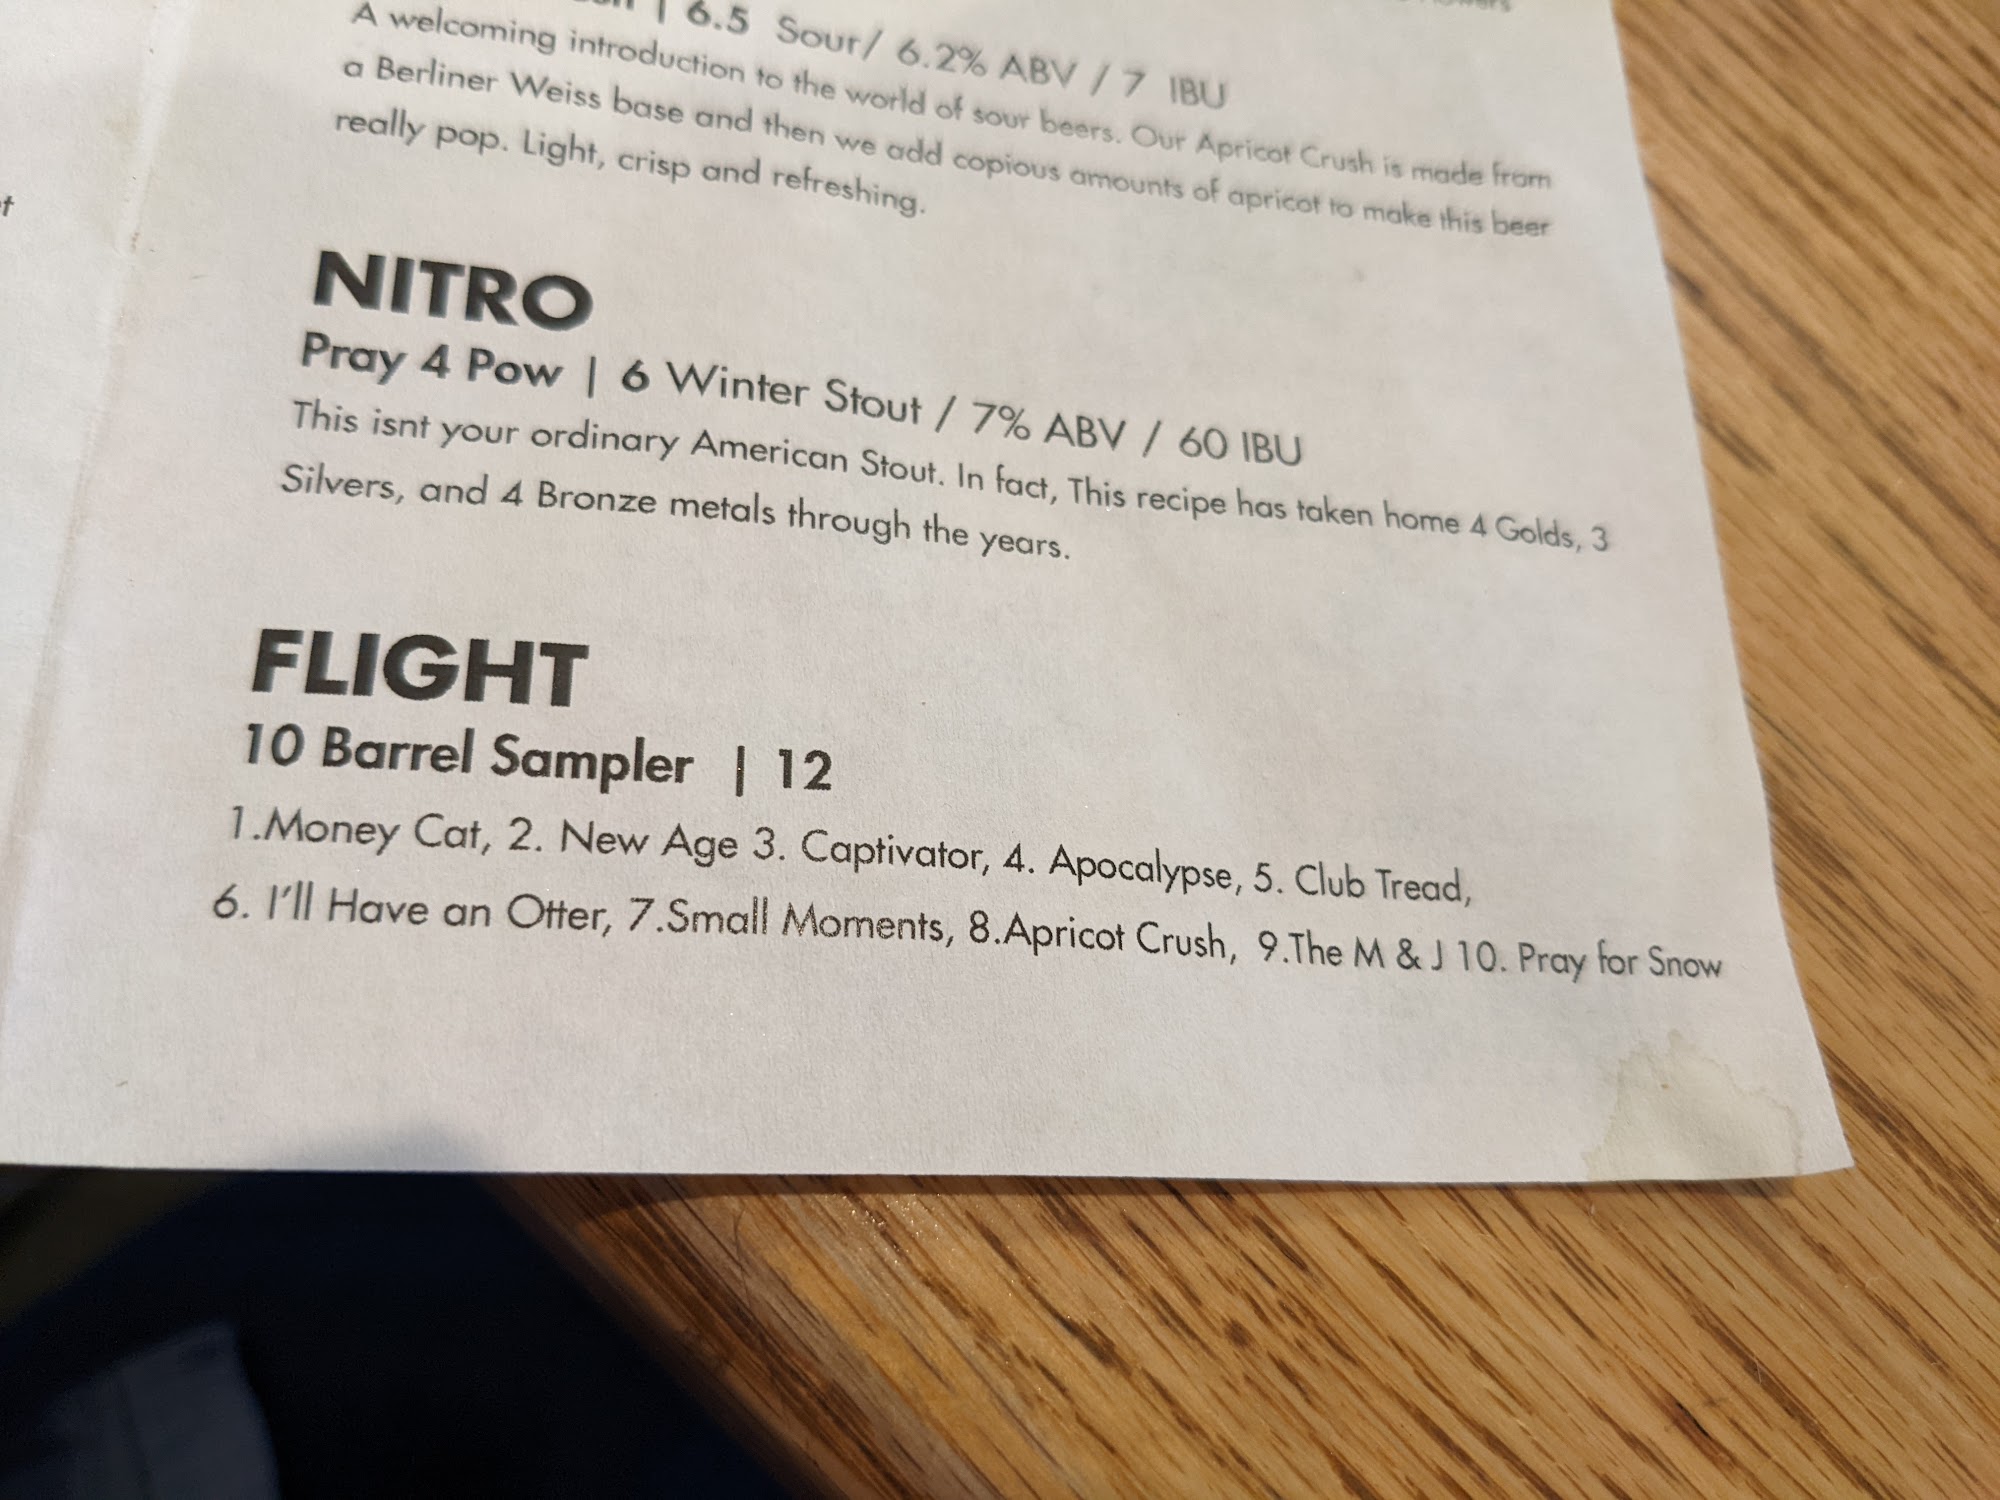 | 6.5 Sour/ 6.2% ABV / 7 IBU
A welcoming introduction to the world of sour beers. Our Apricot Crush is made from
a Berliner Weiss base and then we add copious amounts of apricot to make this beer
really pop. Light, crisp and refreshing.
NITRO
Pray 4 Pow | 6 Winter Stout / 7% ABV / 60 IBU
This isnt your ordinary American Stout. In fact, This recipe has taken home 4 Golds, 3
Silvers, and 4 Bronze metals through the years.
FLIGHT
10 Barrel Sampler | 12
1.Money Cat, 2. New Age 3. Captivator, 4. Apocalypse, 5. Club Tread,
6. I'll Have an Otter, 7.Small Moments, 8.Apricot Crush, 9.The M & J 10. Pray for Snow